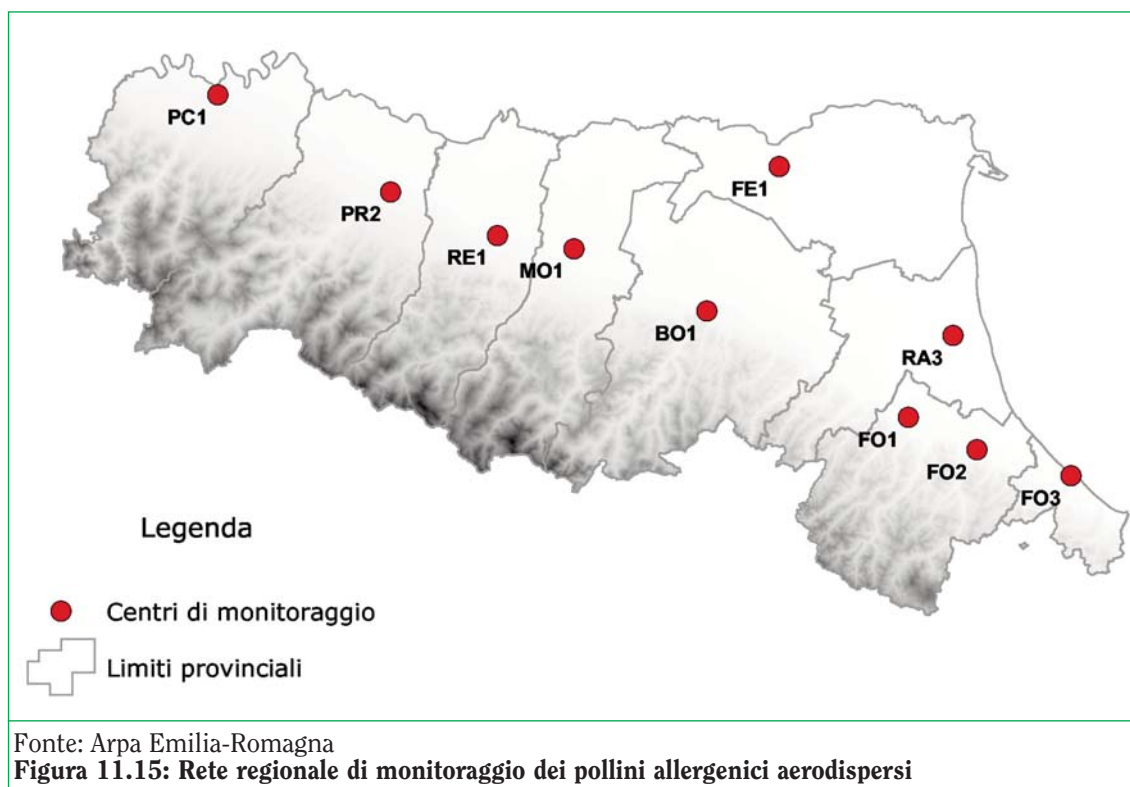 PC1
PR2
RE1
MO1
FE1
BO1
RA3
FO1
FO2
FO3
Legenda
Centri di monitoraggio
Limiti provinciali
Fonte: Arpa Emilia-Romagna
Figura 11.15: Rete regionale di monitoraggio dei pollini allergenici aerodispersi